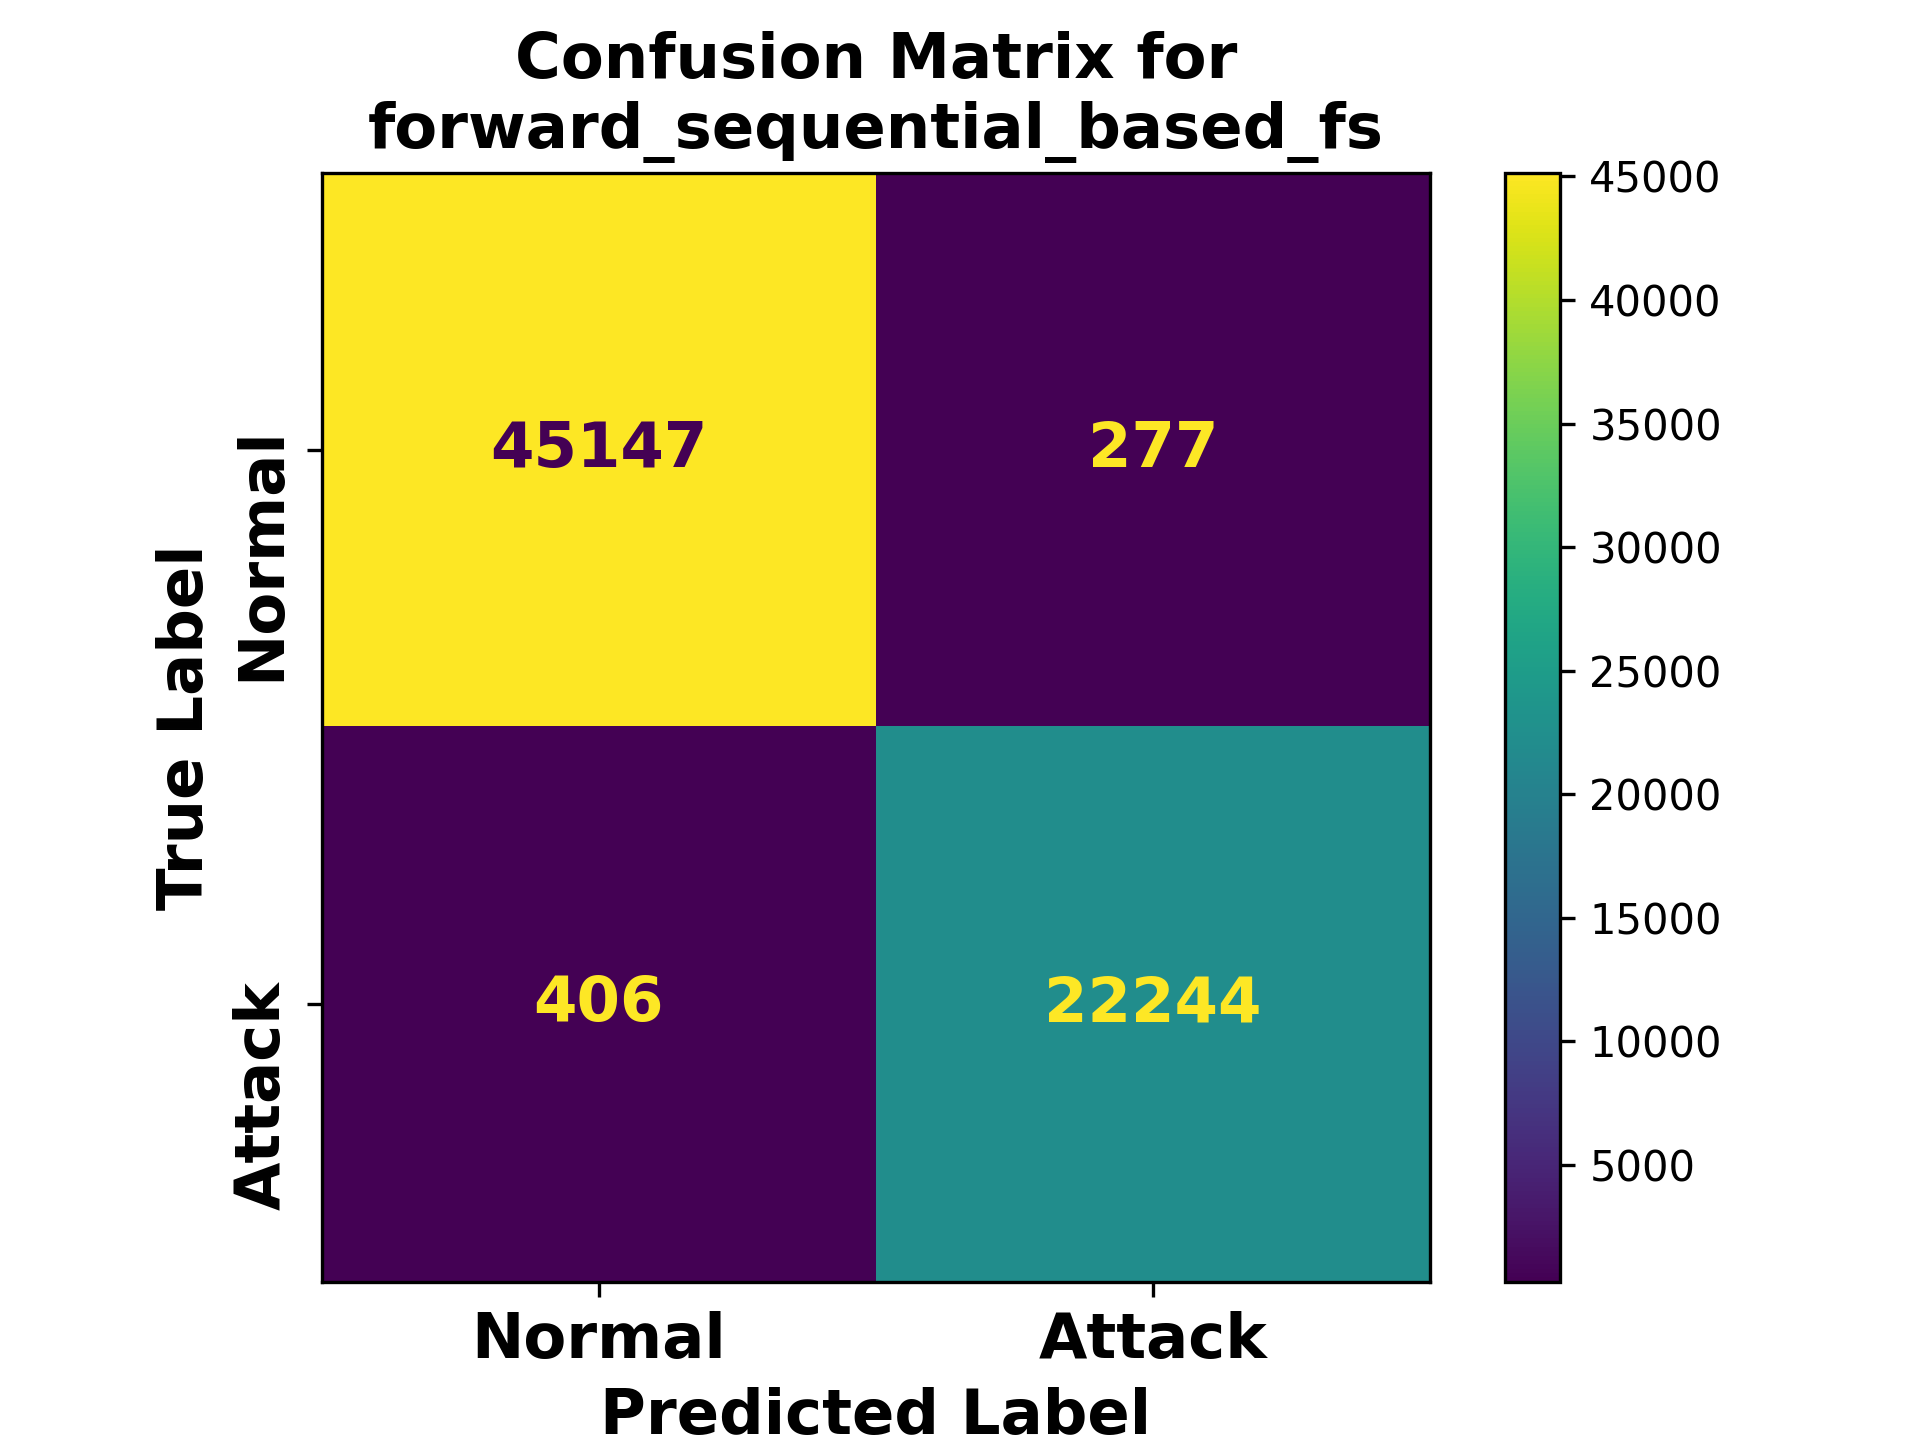 Confusion Matrix for
forward_sequential_based_fs
True Label
Normal
Attack
45147
277
406
22244
Normal
Attack
Predicted Label
45000
40000
35000
30000
25000
20000
15000
10000
5000